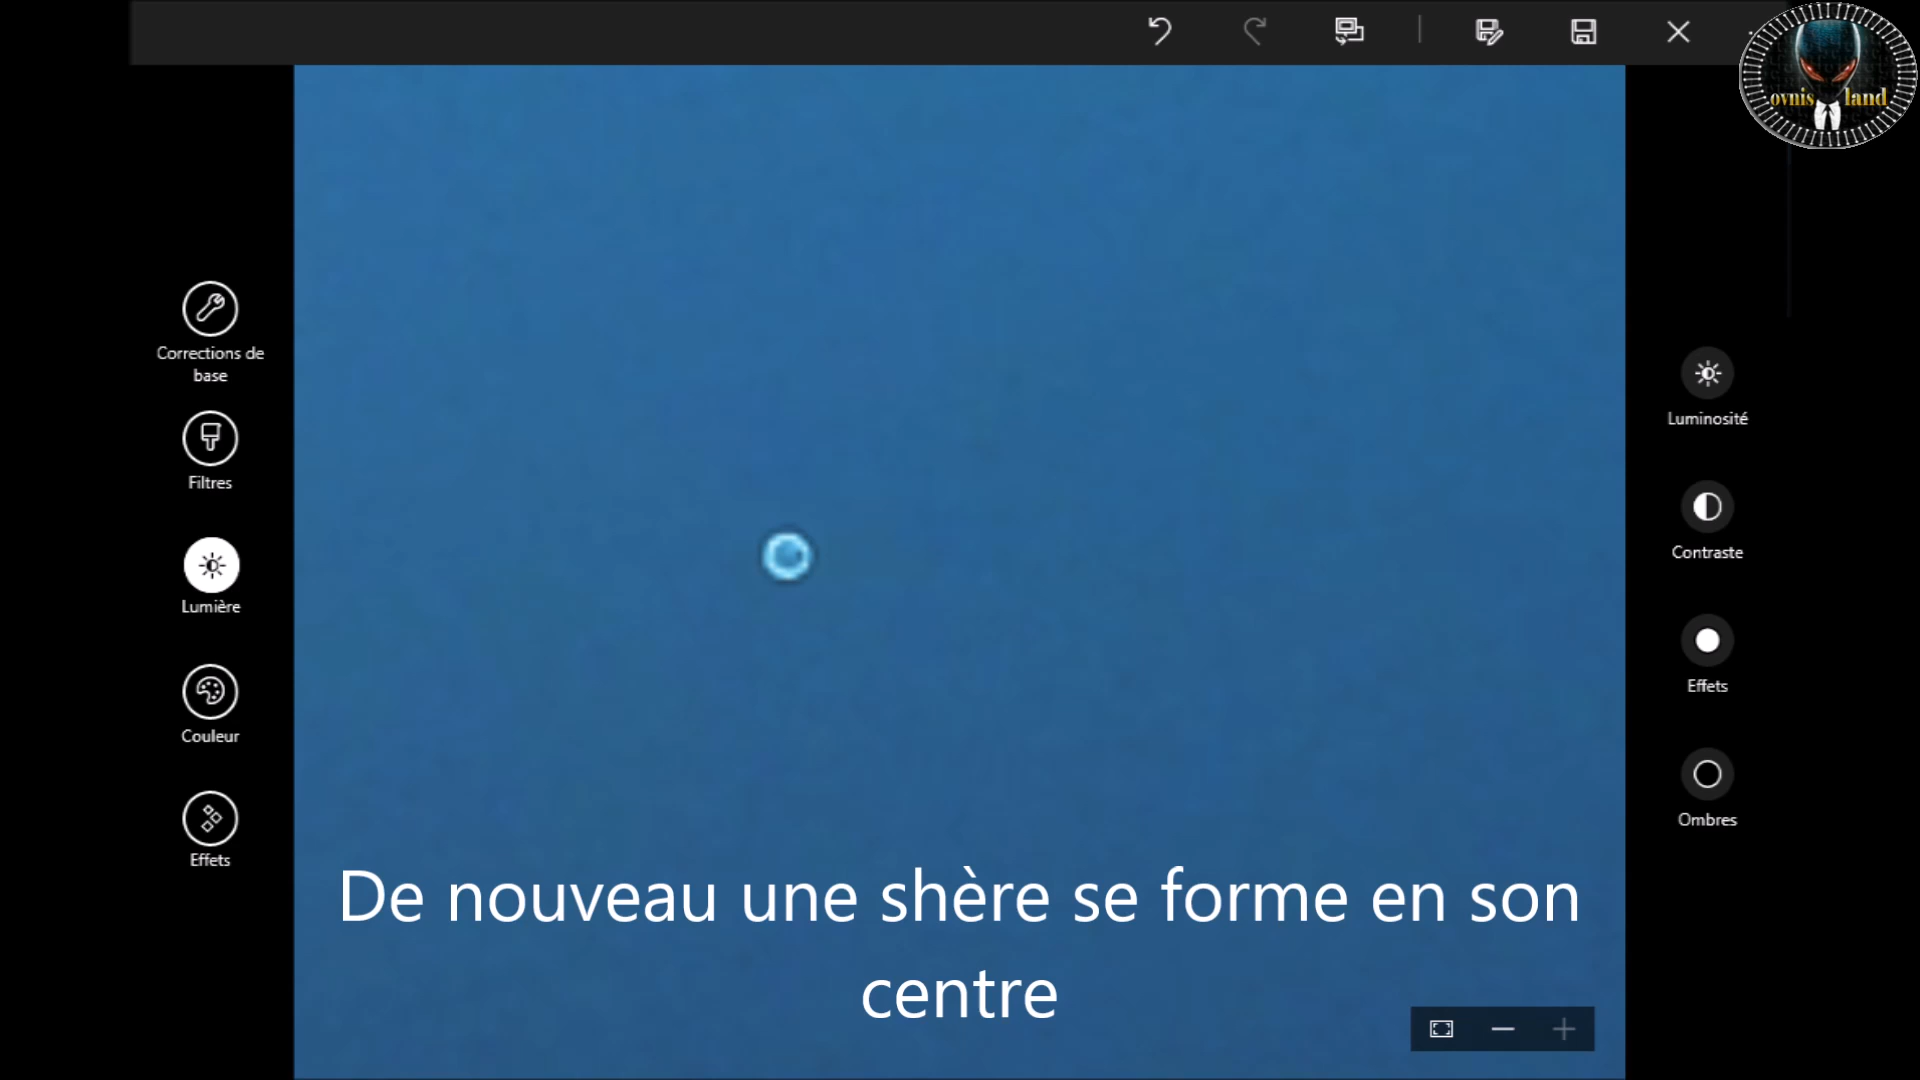 ovnis land
Corrections de
base
Filtres
Lumière
Couleur
Effets
Luminosité
Contraste
Effets
Ombres
De nouveau une shère se forme en son
centre